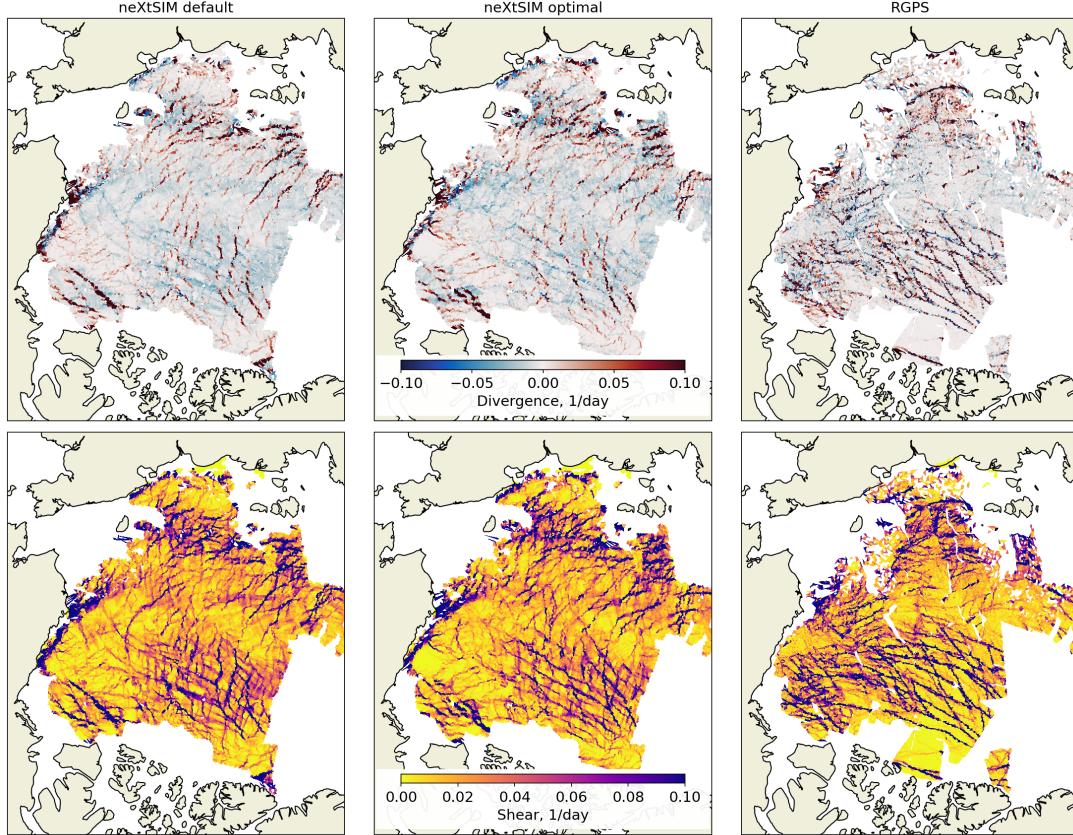 neXtSIM default
neXtSIM optimal
RGPS
−0.10 −0.05 0.00 0.05 0.10
Divergence, 1/day
0.00 0.02 0.04 0.06 0.08 0.10
Shear, 1/day